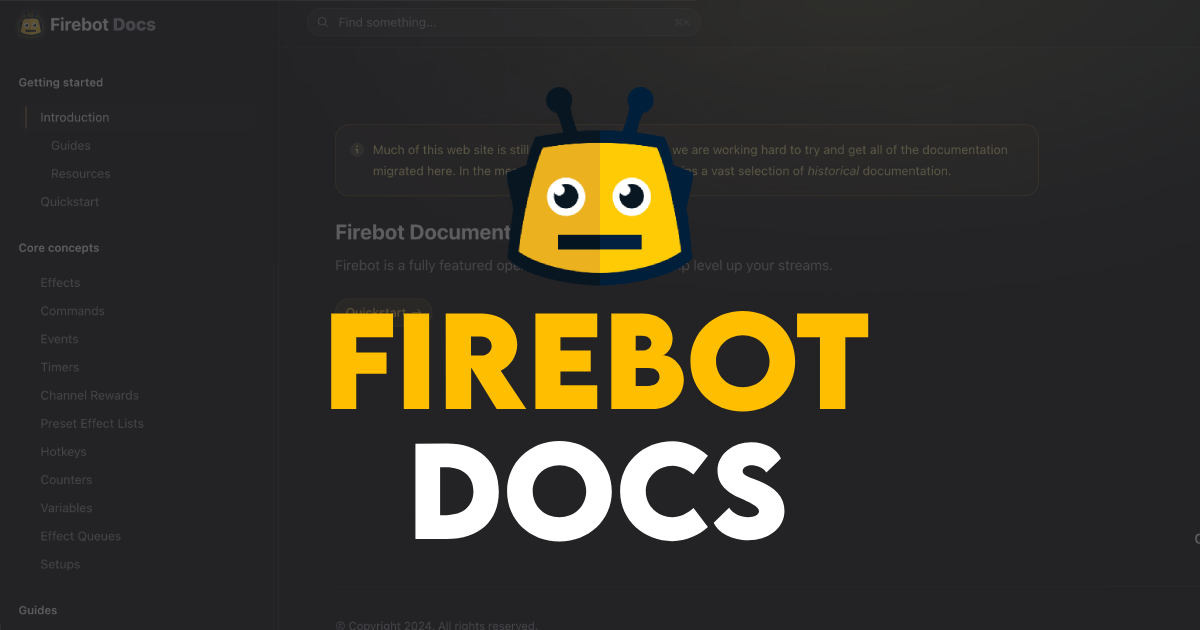 Firebot Docs
Find something...
⌘K
Getting started
Introduction
Guides
Resources
Quickstart
Core concepts
Effects
Commands
Events
Timers
Channel Rewards
Preset Effect Lists
Hotkeys
Counters
Variables
Effect Queues
Setups
Guides
Much of this web site is still we are working hard to try and get all of the documentation
migrated here. In the a vast selection of historical documentation.
Firebot Document
Firebot is a fully featured level up your streams.
Quickstart
FIREBOT
DOCS
© Copyright 2024. All rights reserved.